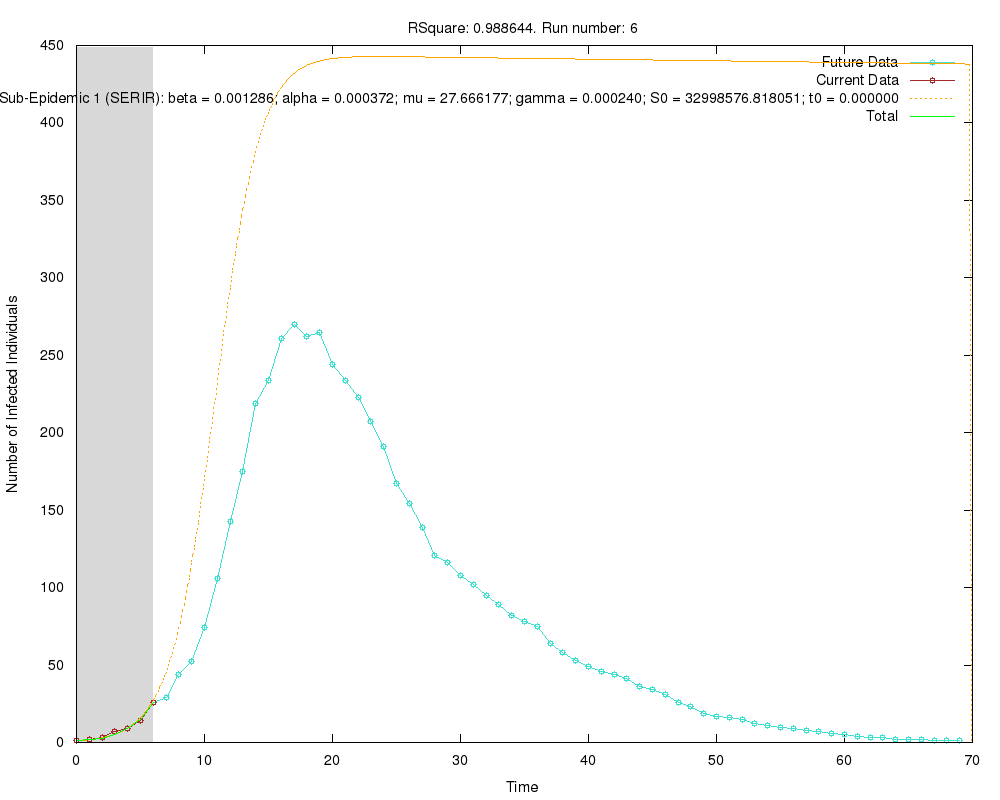 RSquare: 0.988644. Run number: 6
450
400
350
300
250
200
150
100
50
0
Number of Infected Individuals
Future Data
Current Data
Sub-Epidemic 1 (SERIR): beta = 0.001286; alpha = 0.000372; mu = 27.666177; gamma = 0.000240; S0 = 32998576.818051; t0 = 0.000000
Total
0 10 20 30 40 50 60 70
Time